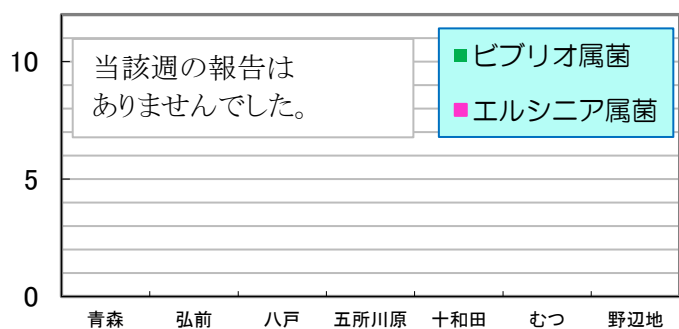 10
5
0
当該週の報告は
ありませんでした。
ビブリオ属菌
エルシニア属菌
青森 弘前 八戸 五所川原 十和田 むつ 野辺地